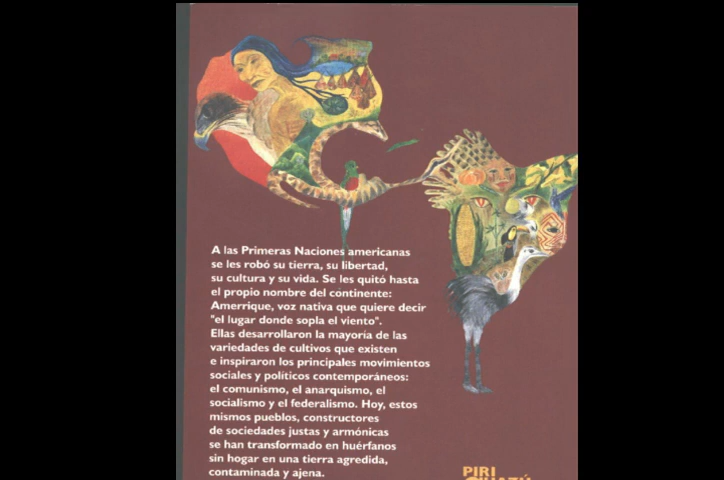 A las Primeras Naciones americanas
se les robó su tierra, su libertad,
su cultura y su vida. Se les quitó hasta
el propio nombre del continente:
Amerrique, voz nativa que quiere decir
"el lugar donde sopla el viento".
Ellas desarrollaron la mayoría de las
variedades de cultivos que existen
e inspiraron los principales movimientos
sociales y políticos contemporáneos:
el comunismo, el anarquismo, el
socialismo y el federalismo. Hoy, estos
mismos pueblos, constructores
de sociedades justas y armónicas
se han transformado en huérfanos
sin hogar en una tierra agredida,
contaminada y ajena.
PIRI